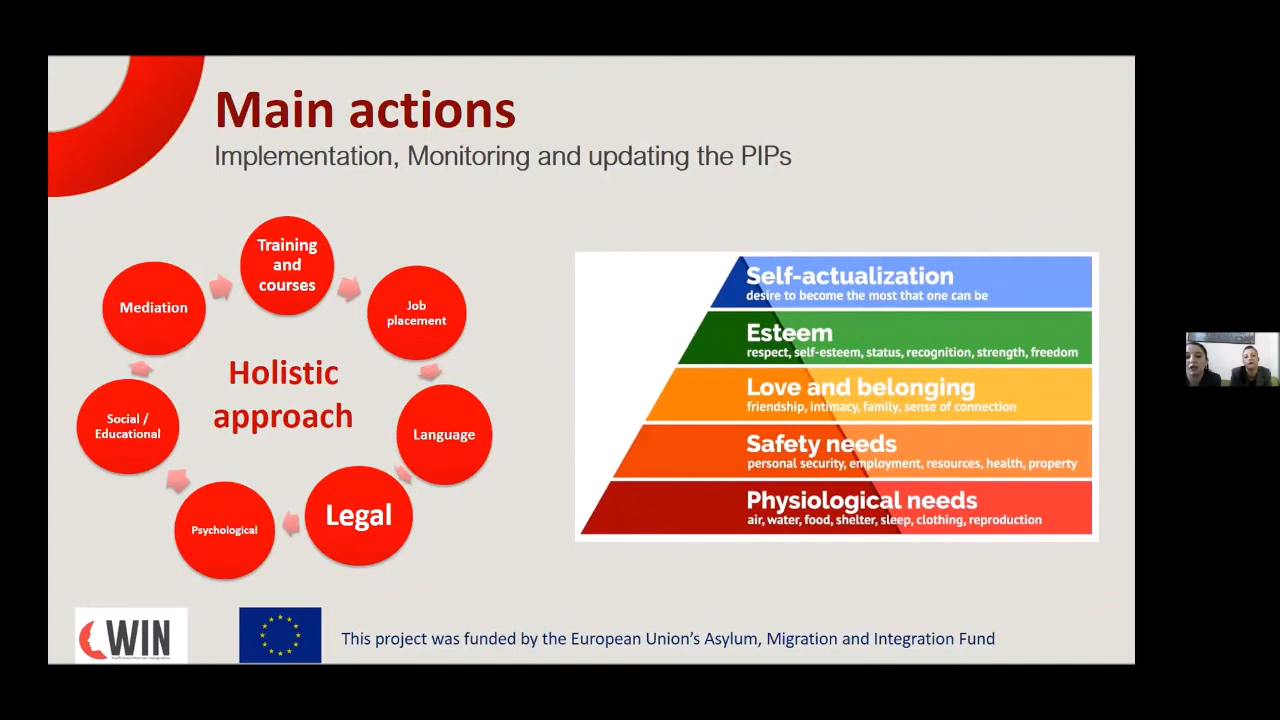 Main actions
Implementation, Monitoring and updating the PIPs
Training
and
courses
Job
placement
Language
Legal
Psychological
Social /
Educational
Mediation
Holistic
approach
Self-actualization
desire to become the most that one can be
Esteem
respect, self-esteem, status, recognition, strength, freedom
Love and belonging
friendship, intimacy, family, sense of connection
Safety needs
personal security, employment, resources, health, property
Physiological needs
air, water, food, shelter, sleep, clothing, reproduction
WIN
This project was funded by the European Union's Asylum, Migration and Integration Fund